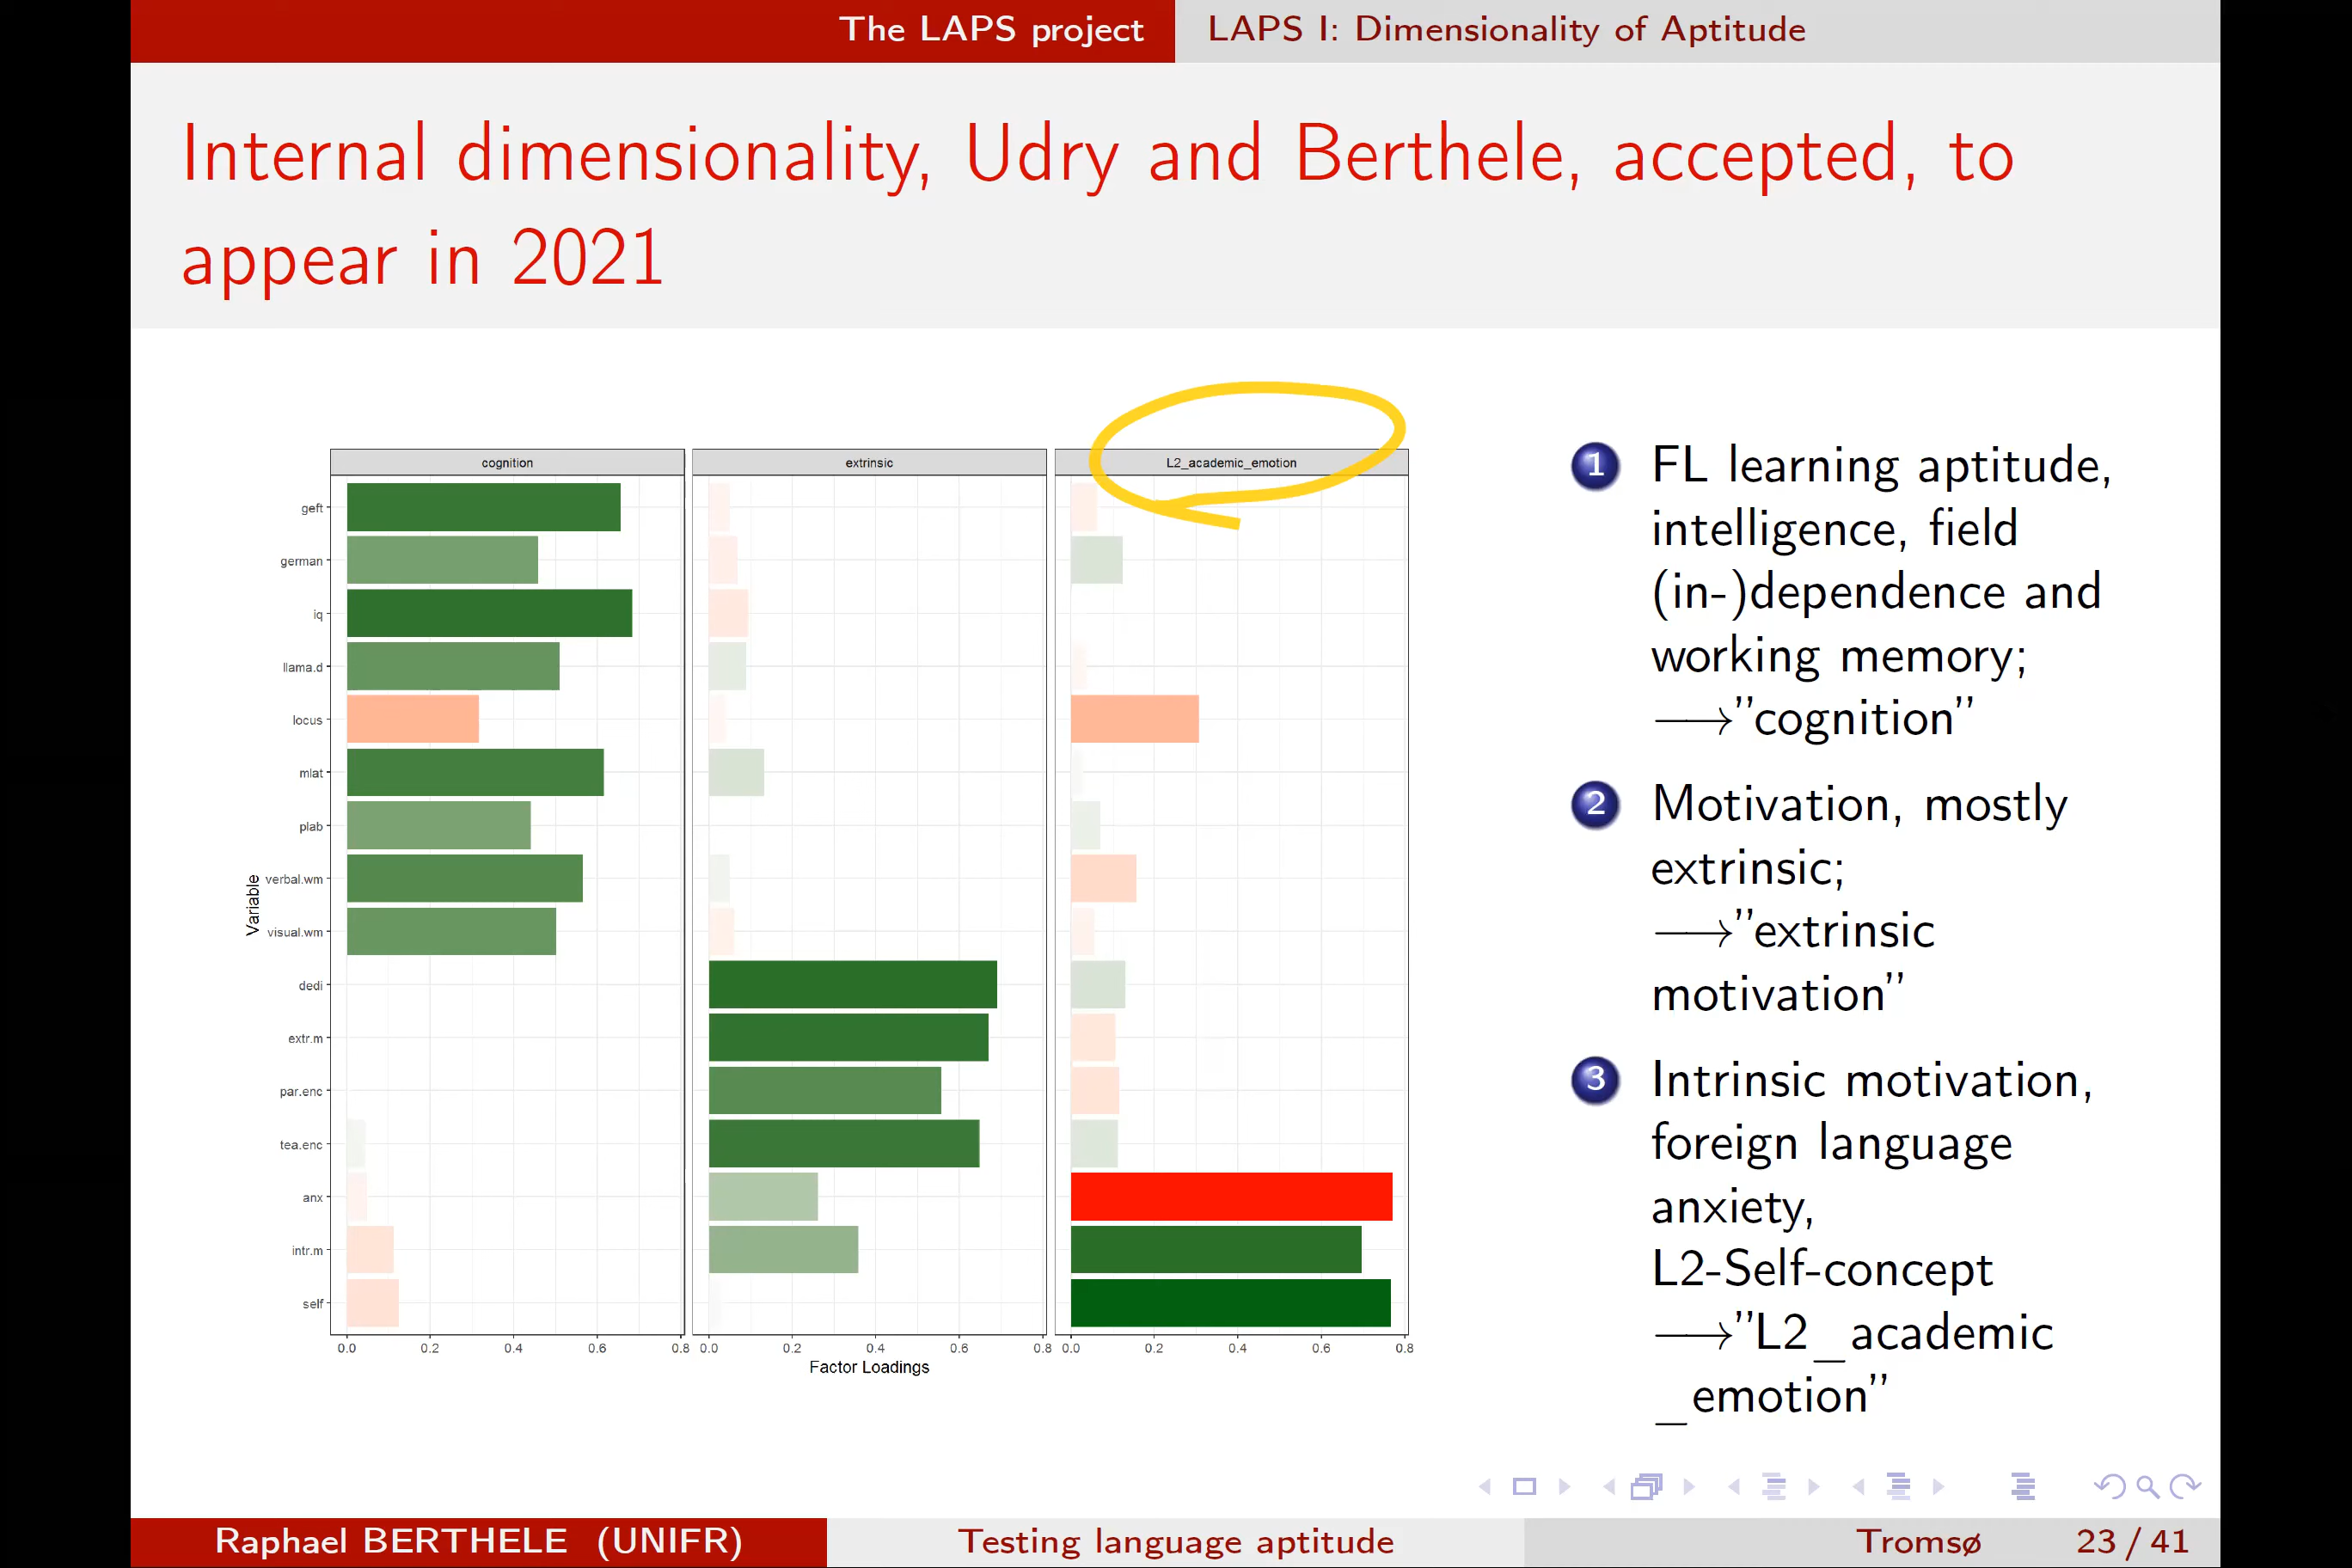 The LAPS project
LAPS I: Dimensionality of Aptitude
Internal dimensionality, Udry and Berthele, accepted, to
appear in 2021
cognition
extrinsic
L2_academic_emotion
Variable
geft
german
iq
llama.d
locus
mlat
plab
verbal.wm
visual.wm
dedi
extr.m
par.enc
tea.enc
anx
intr.m
self
0.0 0.2 0.4 0.6 0.8
0.0 0.2 0.4 0.6 0.8
0.0 0.2 0.4 0.6 0.8
Factor Loadings
1 FL learning aptitude,
intelligence, field
(in-)dependence and
working memory;
⟶”cognition”
2 Motivation, mostly
extrinsic;
⟶”extrinsic
motivation”
3 Intrinsic motivation,
foreign language
anxiety,
L2-Self-concept
⟶”L2_academic
_emotion”
Raphael BERTHELE (UNIFR)
Testing language aptitude
Tromsø
23 / 41